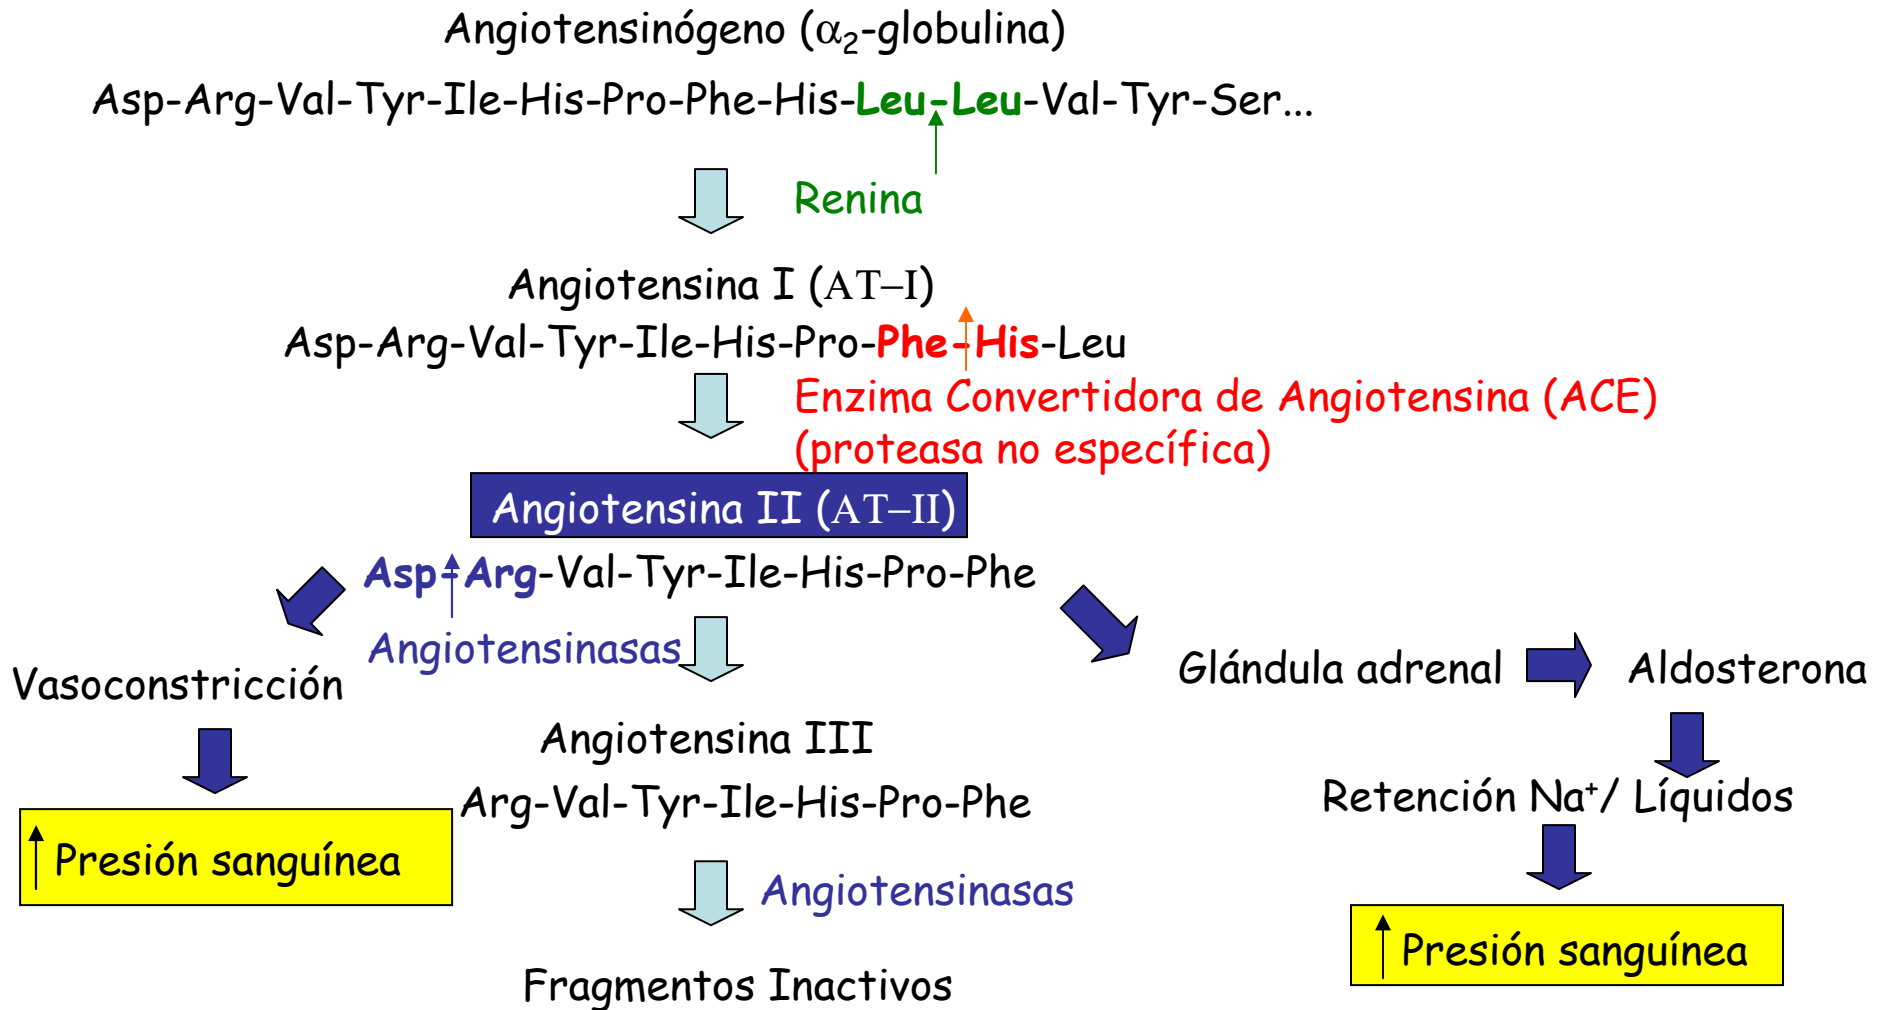 Angiotensinógeno (α₂-globulina)
Asp-Arg-Val-Tyr-Ile-His-Pro-Phe-His-Leu-Leu-Val-Tyr-Ser...
Renina
Angiotensina I (AT–I)
Asp-Arg-Val-Tyr-Ile-His-Pro-Phe-His-Leu
Enzima Convertidora de Angiotensina (ACE)
(proteasa no específica)
Angiotensina II (AT–II)
Asp-Arg-Val-Tyr-Ile-His-Pro-Phe
Angiotensinasas
Vasoconstricción
Glándula adrenal
Aldosterona
Angiotensina III
Arg-Val-Tyr-Ile-His-Pro-Phe
Retención Na⁺/ Líquidos
Presión sanguínea
Angiotensinasas
Presión sanguínea
Fragmentos Inactivos